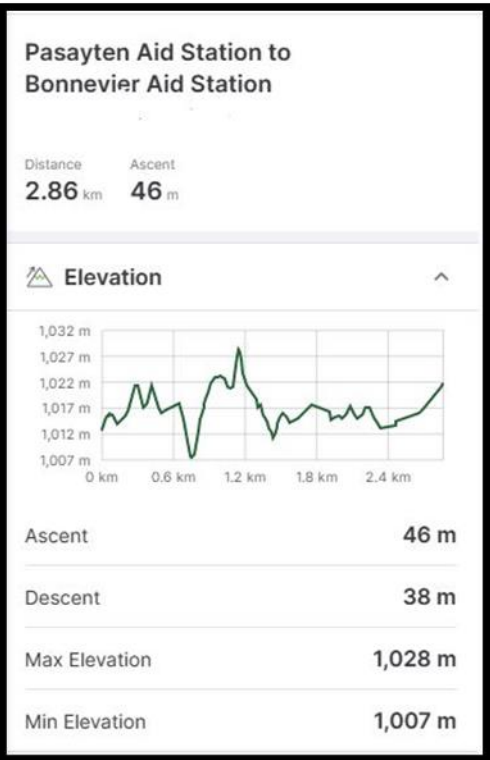 Pasayten Aid Station to
Bonnevier Aid Station
Distance Ascent
2.86 km 46 m
Elevation
1,032 m
1,027 m
1,022 m
1,017 m
1,012 m
1,007 m
0 km 0.6 km 1.2 km 1.8 km 2.4 km
Ascent 46 m
Descent 38 m
Max Elevation 1,028 m
Min Elevation 1,007 m